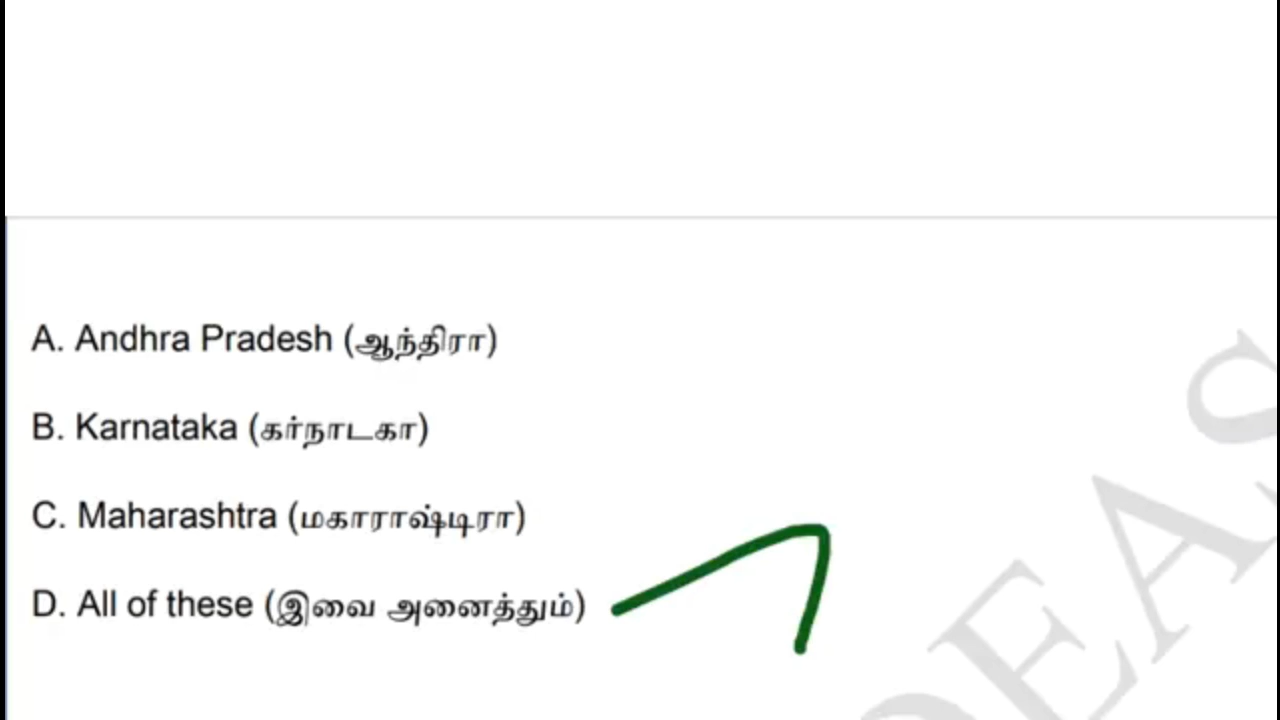 A. Andhra Pradesh (ஆந்திரா)
B. Karnataka (கர்நாடகா)
C. Maharashtra (மகாராஷ்டிரா)
D. All of these (இவை அனைத்தும்)